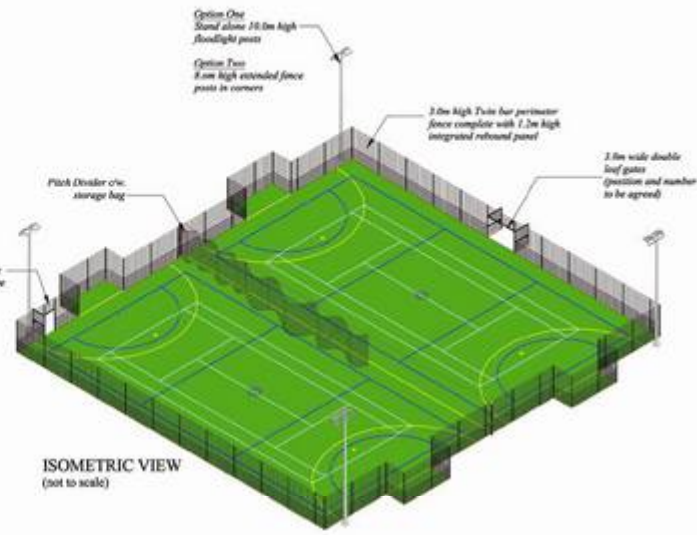 Option One
Stand alone 10.0m high
floodlight posts
Option Two
8.0m high extended fence
posts in corners
3.0m high Twin bar perimeter
fence complete with 1.2m high
integrated rebound panel
3.0m wide double
leaf gates
(position and number
to be agreed)
Pitch Divider c/w.
storage bag
ISOMETRIC VIEW
(not to scale)